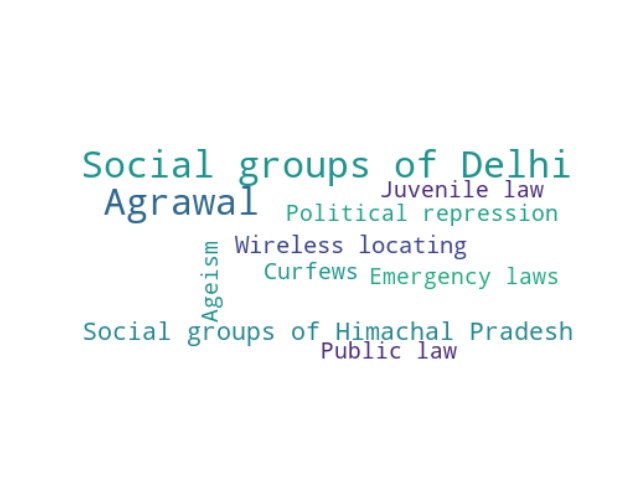 Social groups of Delhi
Juvenile law
Agrawal
Political repression
Wireless locating
Ageism
Curfews
Emergency laws
Social groups of Himachal Pradesh
Public law